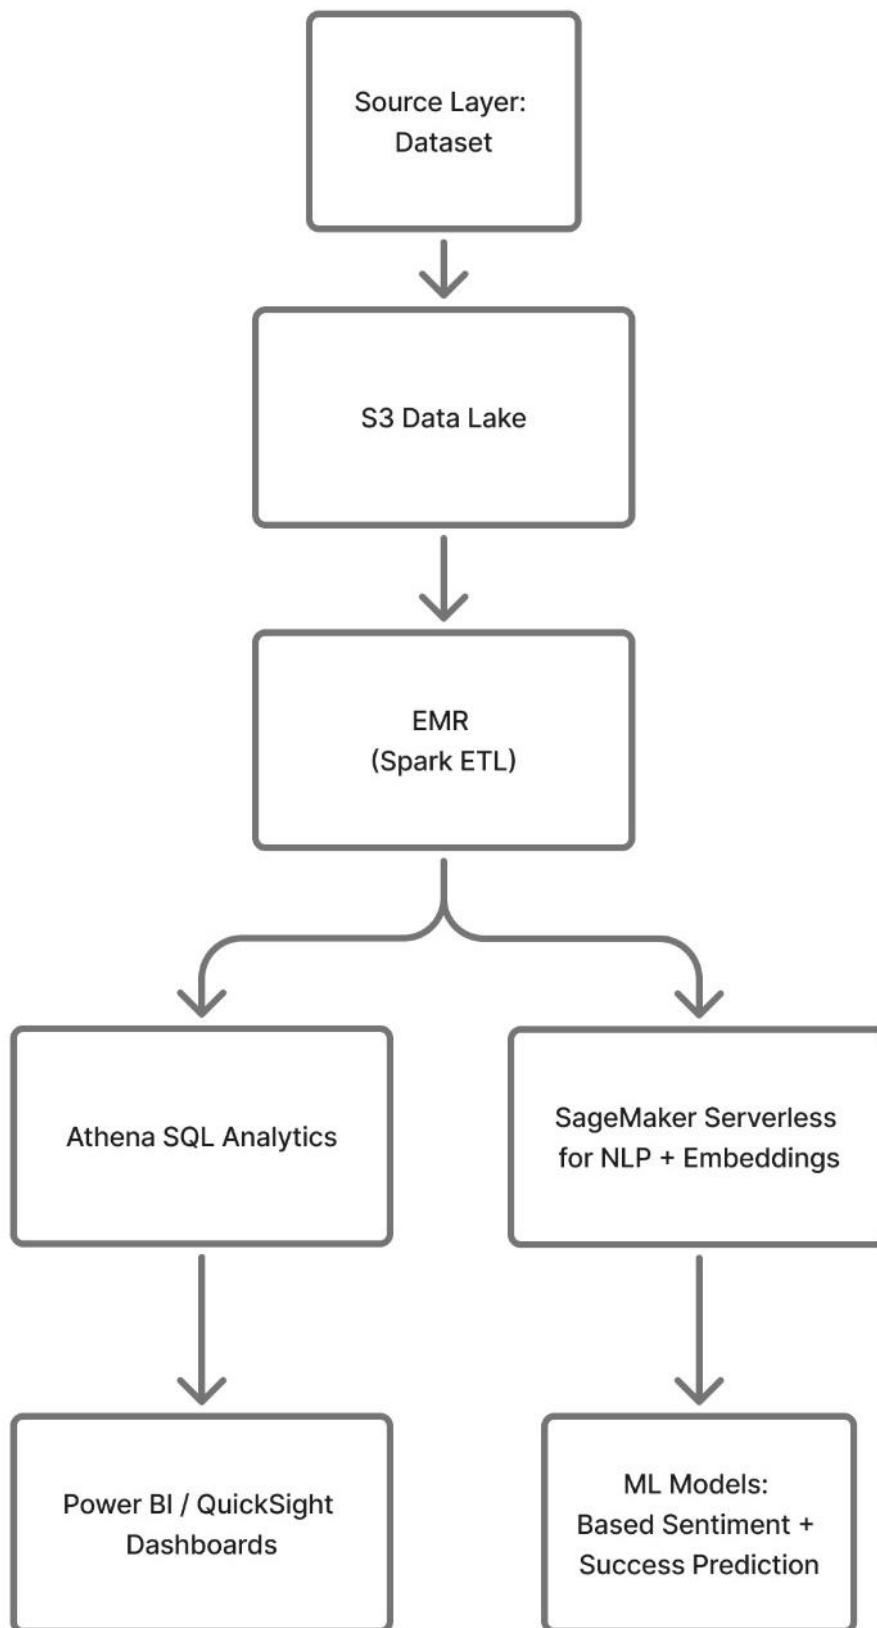 Source Layer:
Dataset
S3 Data Lake
EMR
(Spark ETL)
Athena SQL Analytics
SageMaker Serverless
for NLP + Embeddings
Power BI / QuickSight
Dashboards
ML Models:
Based Sentiment +
Success Prediction